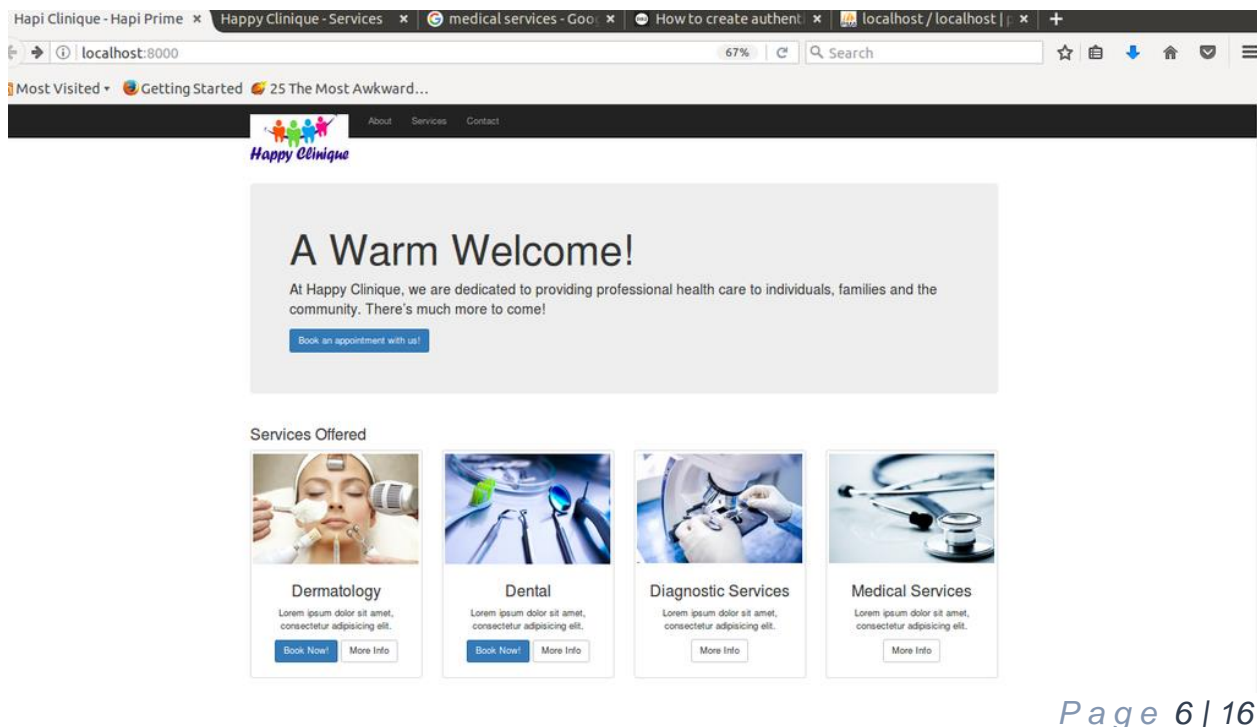 Hapi Clinique - Hapi Prime × Happy Clinique - Services × medical services - Goo × How to create authenti × localhost / localhost | p × +
localhost:8000 67% Search
Most Visited Getting Started 25 The Most Awkward...
Happy Clinique About Services Contact
A Warm Welcome!
At Happy Clinique, we are dedicated to providing professional health care to individuals, families and the
community. There's much more to come!
Book an appointment with us!
Services Offered
Dermatology Dental Diagnostic Services Medical Services
Lorem ipsum dolor sit amet, Lorem ipsum dolor sit amet, Lorem ipsum dolor sit amet, Lorem ipsum dolor sit amet,
consectetur adipisicing elit. consectetur adipisicing elit. consectetur adipisicing elit. consectetur adipisicing elit.
Book Now! More Info Book Now! More Info More Info More Info
Page 6 | 16